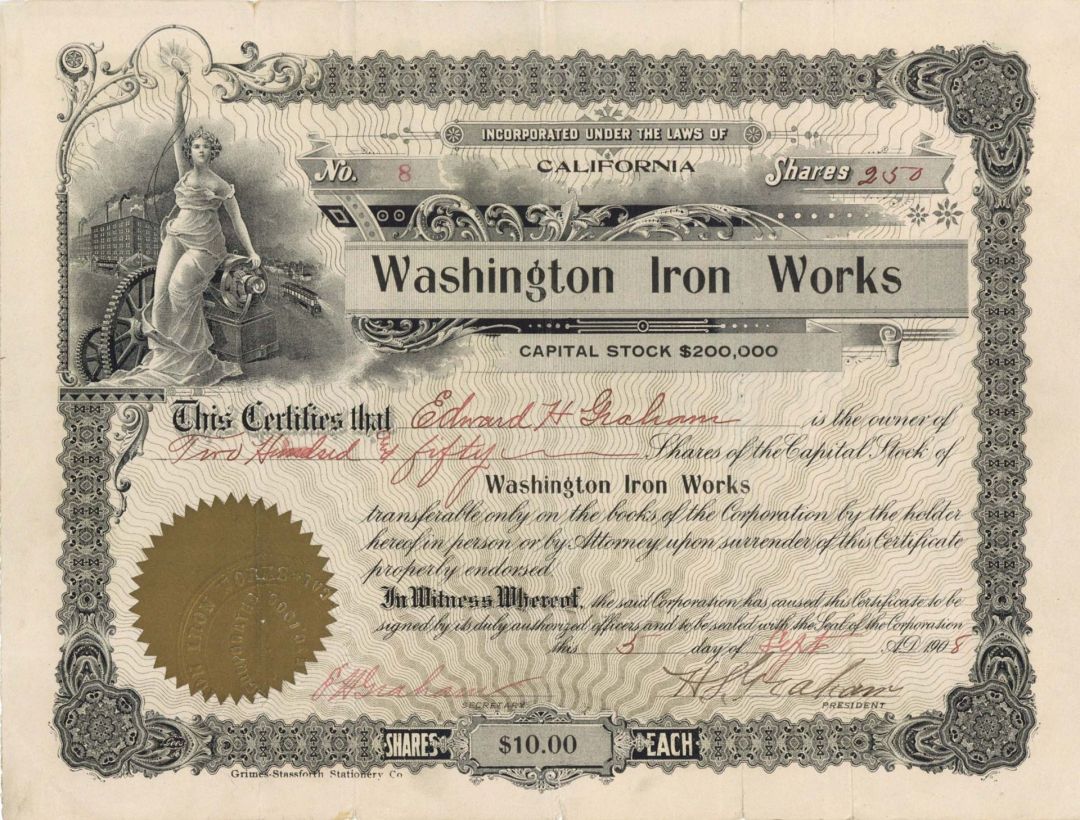 INCORPORATED UNDER THE LAWS OF
CALIFORNIA
No. 8
Shares 250
Washington Iron Works
CAPITAL STOCK $200,000
This Certifies that Edward H Graham is the owner of
Two Hundred & fifty Shares of the Capital Stock of
Washington Iron Works
transferable only on the books of the Corporation by the holder
hereof in person or by Attorney upon surrender of this Certificate
properly endorsed.
In Witness Whereof, the said Corporation has caused this Certificate to be
signed by its duly authorized officers and to be sealed with the Seal of the Corporation
this 5 day of Sept A.D. 1908
E H Graham
SECRETARY
H L Graham
PRESIDENT
SHARES $10.00 EACH
Grimes-Stassforth Stationery Co